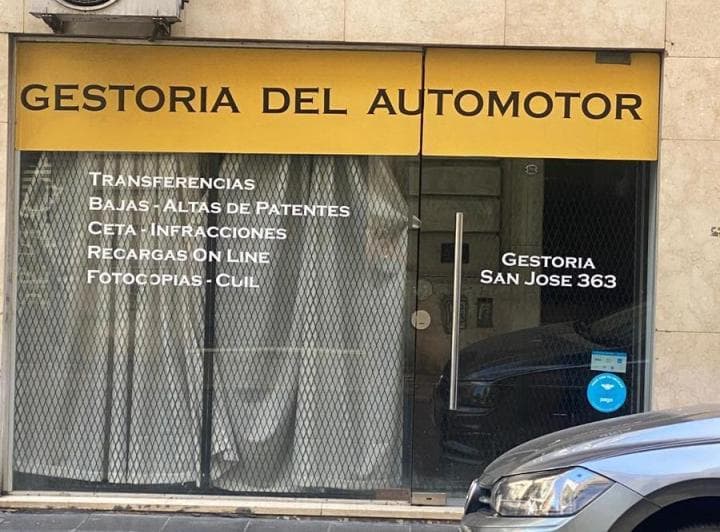 GESTORIA DEL AUTOMOTOR
TRANSFERENCIAS
BAJAS - ALTAS DE PATENTES
CETA - INFRACCIONES
RECARGAS ON LINE
FOTOCOPIAS - CUIL
GESTORIA
SAN JOSE 363
pago